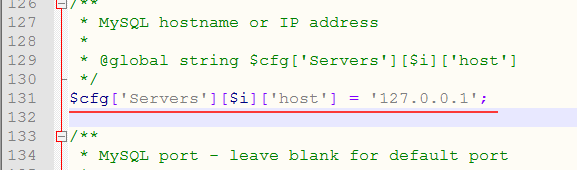 126 /**
127 * MySQL hostname or IP address
128 *
129 * @global string $cfg['Servers'][$i]['host']
130 */
131 $cfg['Servers'][$i]['host'] = '127.0.0.1';
132
133 /**
134 * MySQL port - leave blank for default port